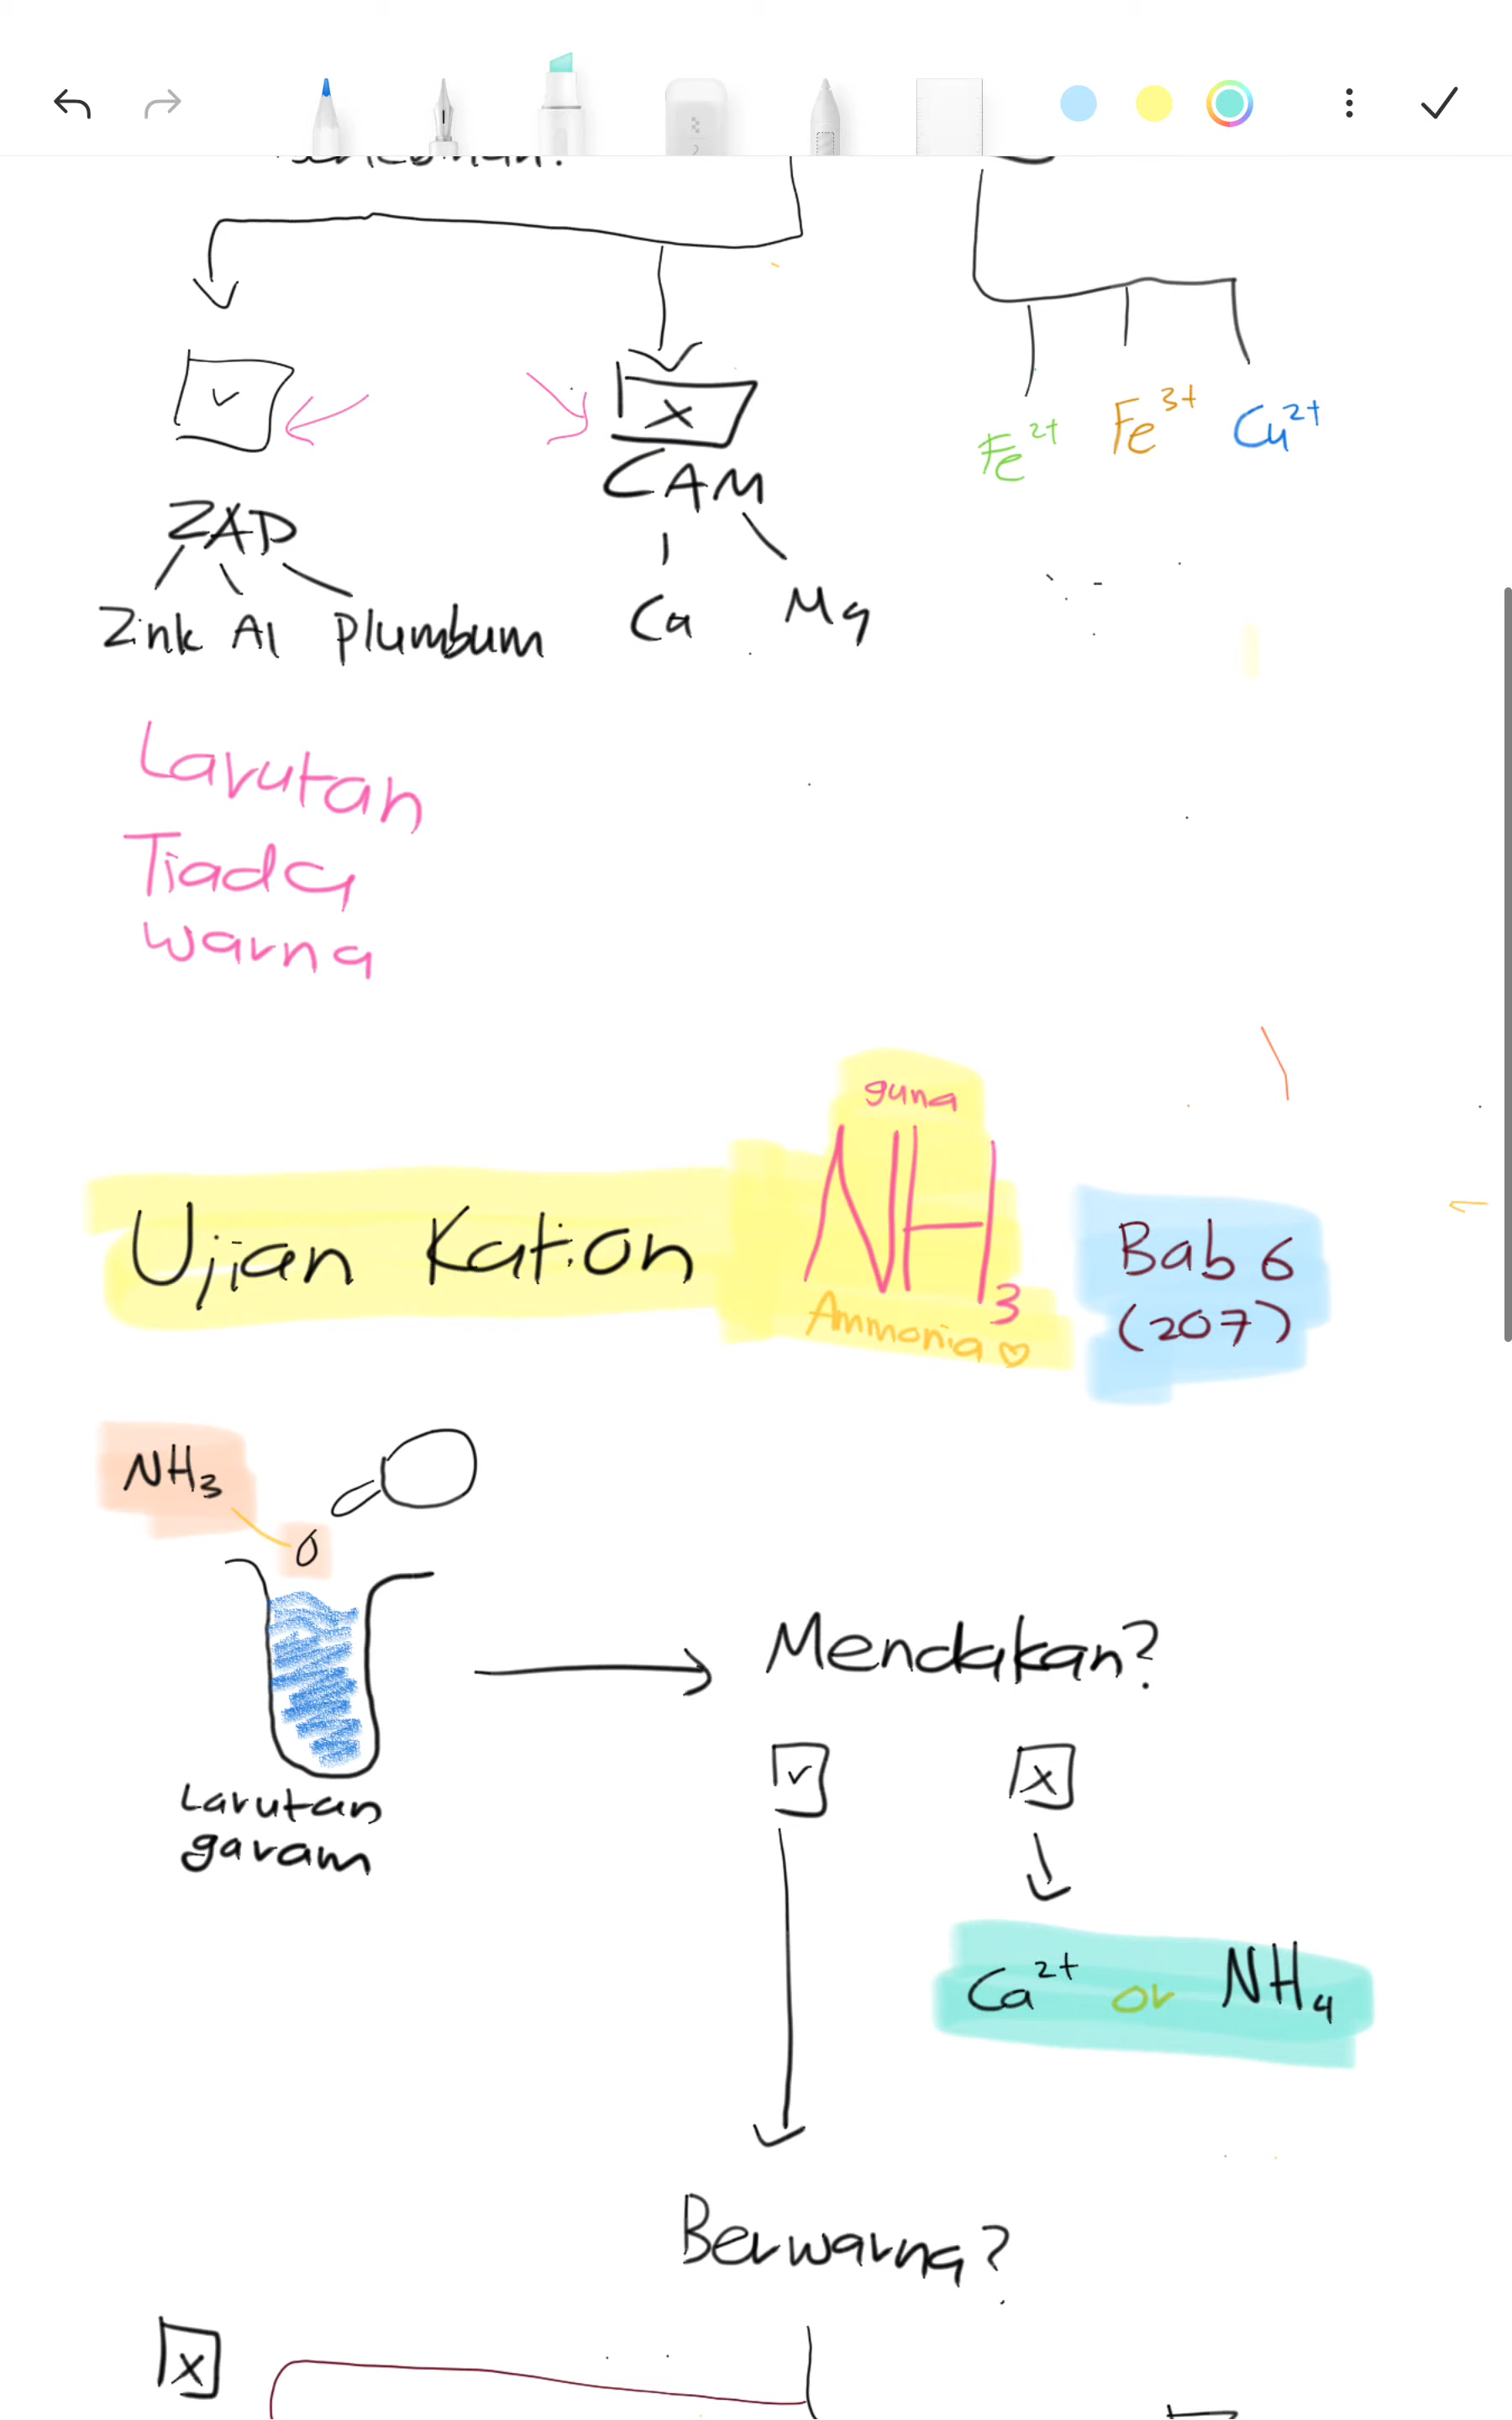 ✓
X
Fe²⁺ Fe³⁺ Cu²⁺
CAM
ZAP
Zink Al Plumbum
Ca Mg
Larutan
Tiada
warna
guna
Ujian Kation NH₃
Ammonia ♡
Bab 6
(207)
NH₃
Mendakan?
✓ X
Larutan
garam
Ca²⁺ or NH₄
Berwarna?
X